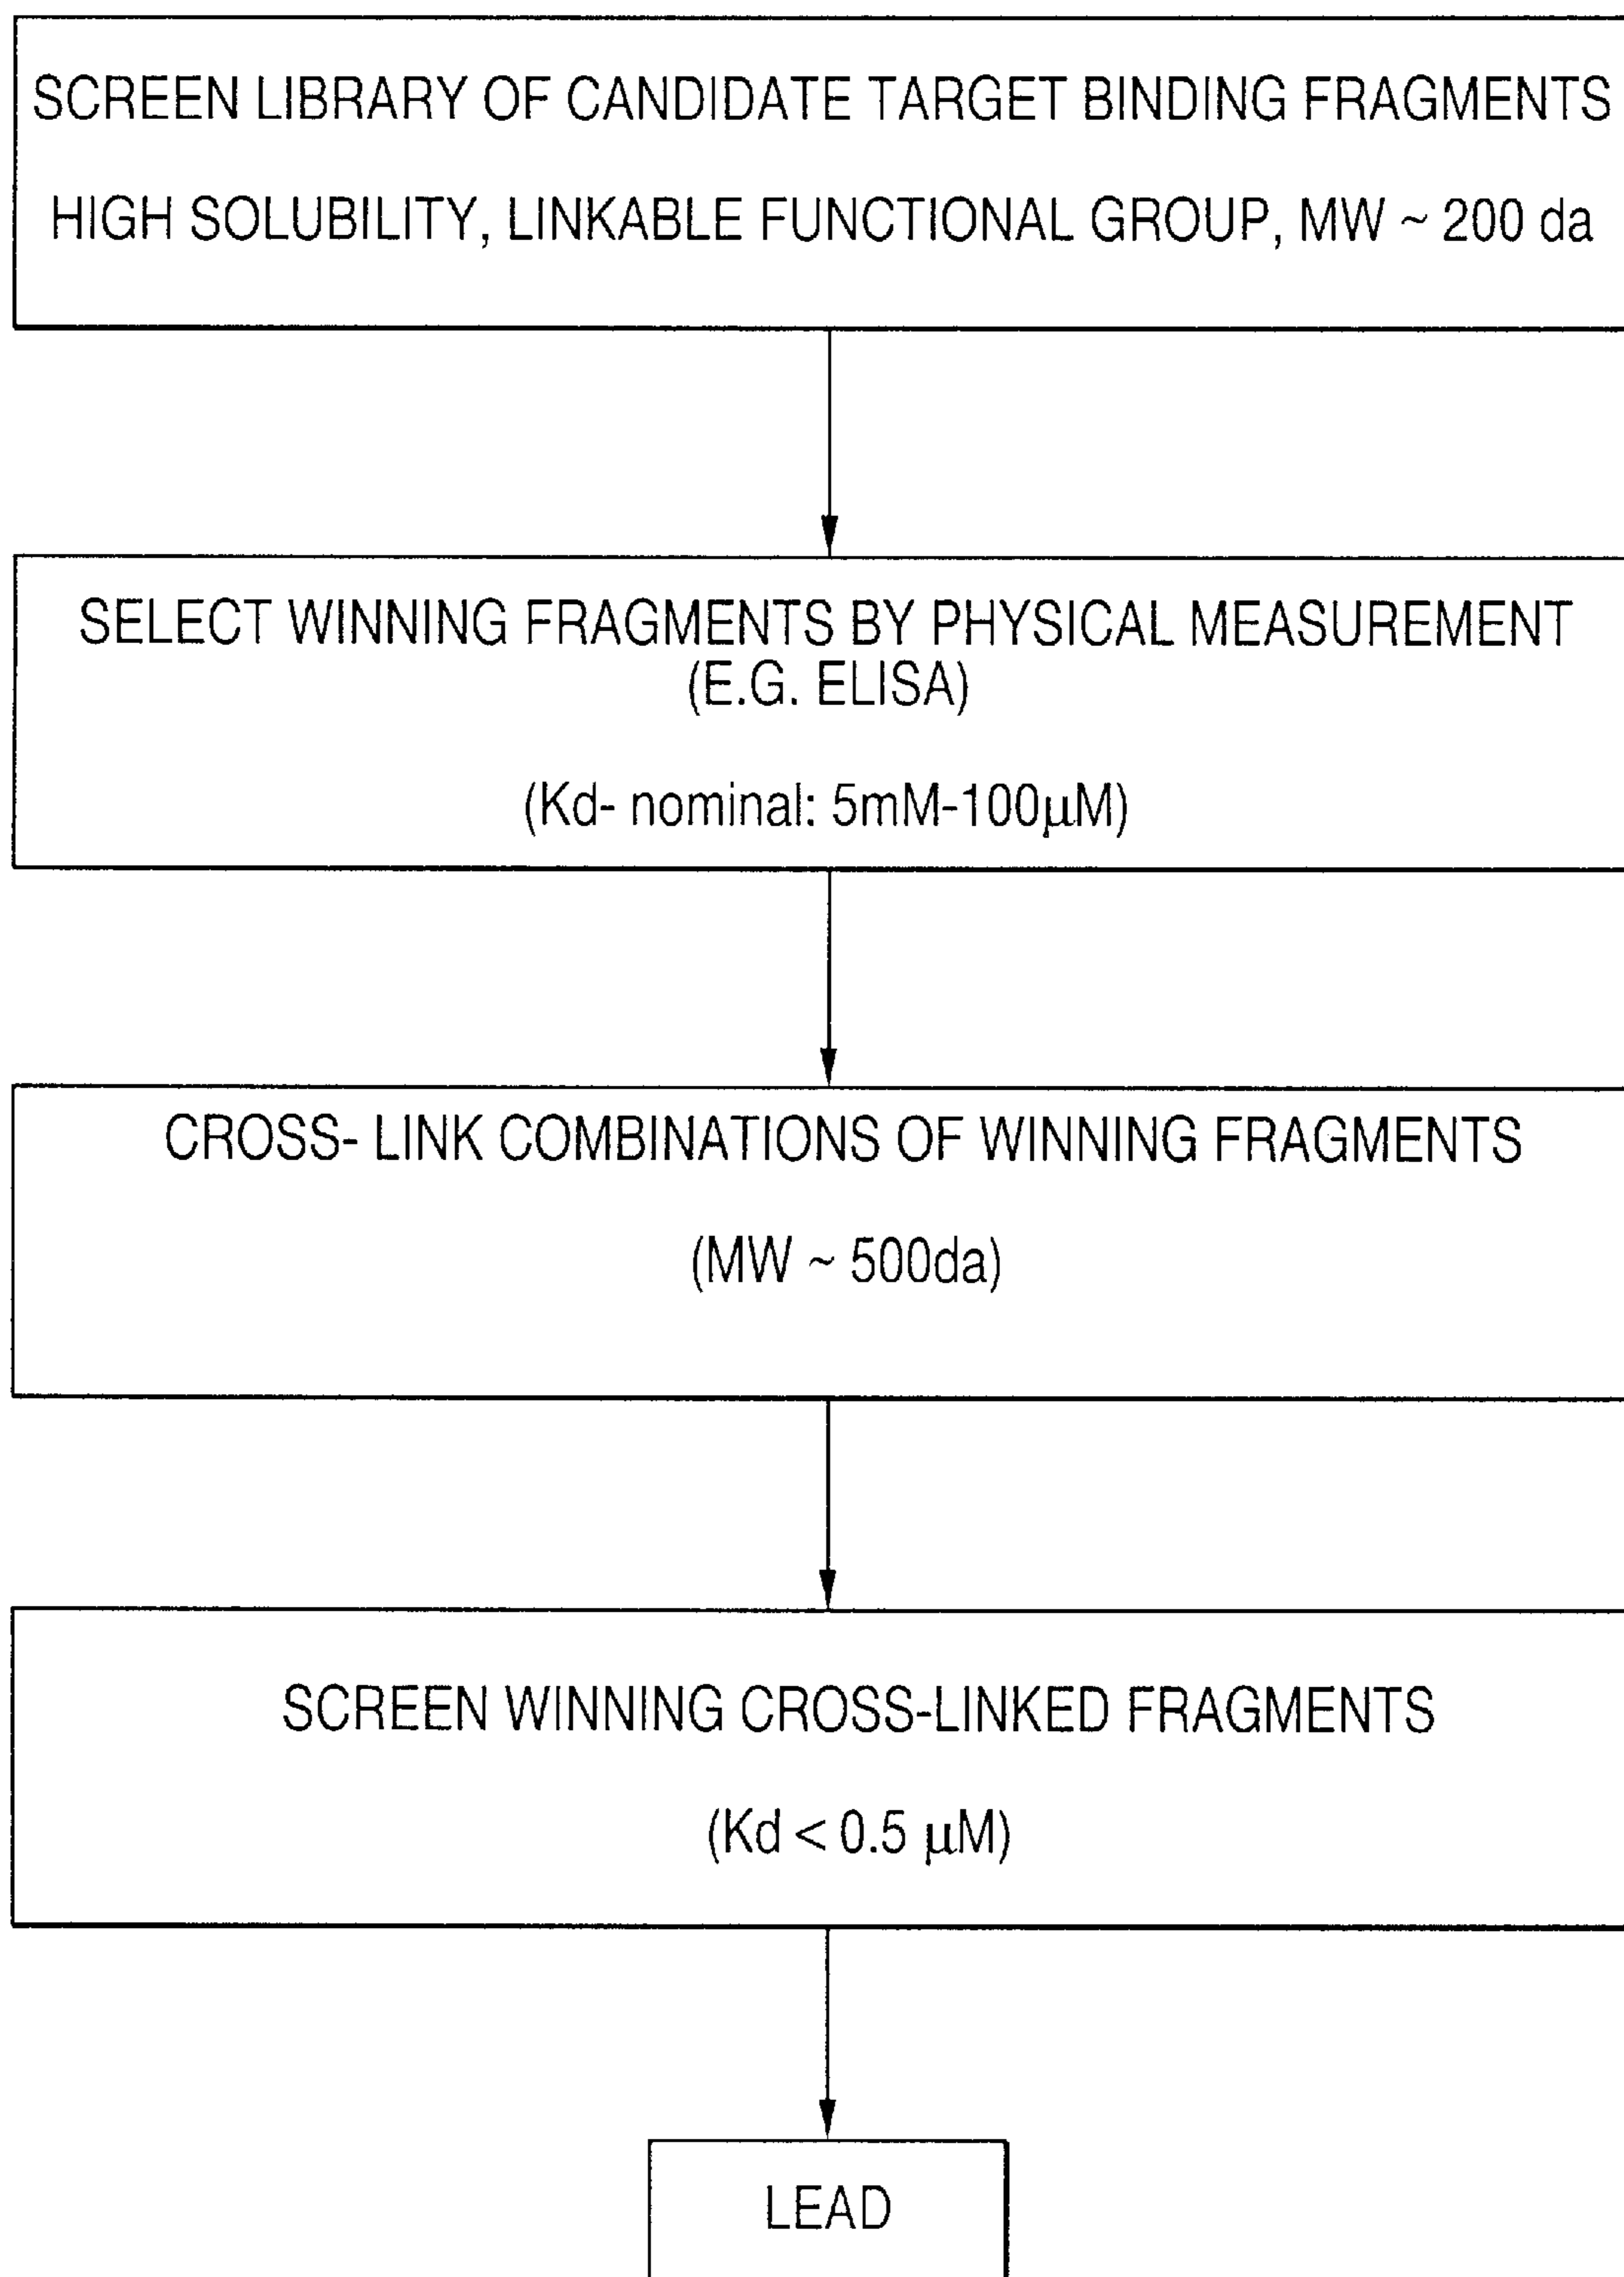 SCREEN LIBRARY OF CANDIDATE TARGET BINDING FRAGMENTS
HIGH SOLUBILITY, LINKABLE FUNCTIONAL GROUP, MW ~ 200 da
SELECT WINNING FRAGMENTS BY PHYSICAL MEASUREMENT
(E.G. ELISA)
(Kd- nominal: 5mM-100μM)
CROSS- LINK COMBINATIONS OF WINNING FRAGMENTS
(MW ~ 500da)
SCREEN WINNING CROSS-LINKED FRAGMENTS
(Kd < 0.5 μM)
LEAD